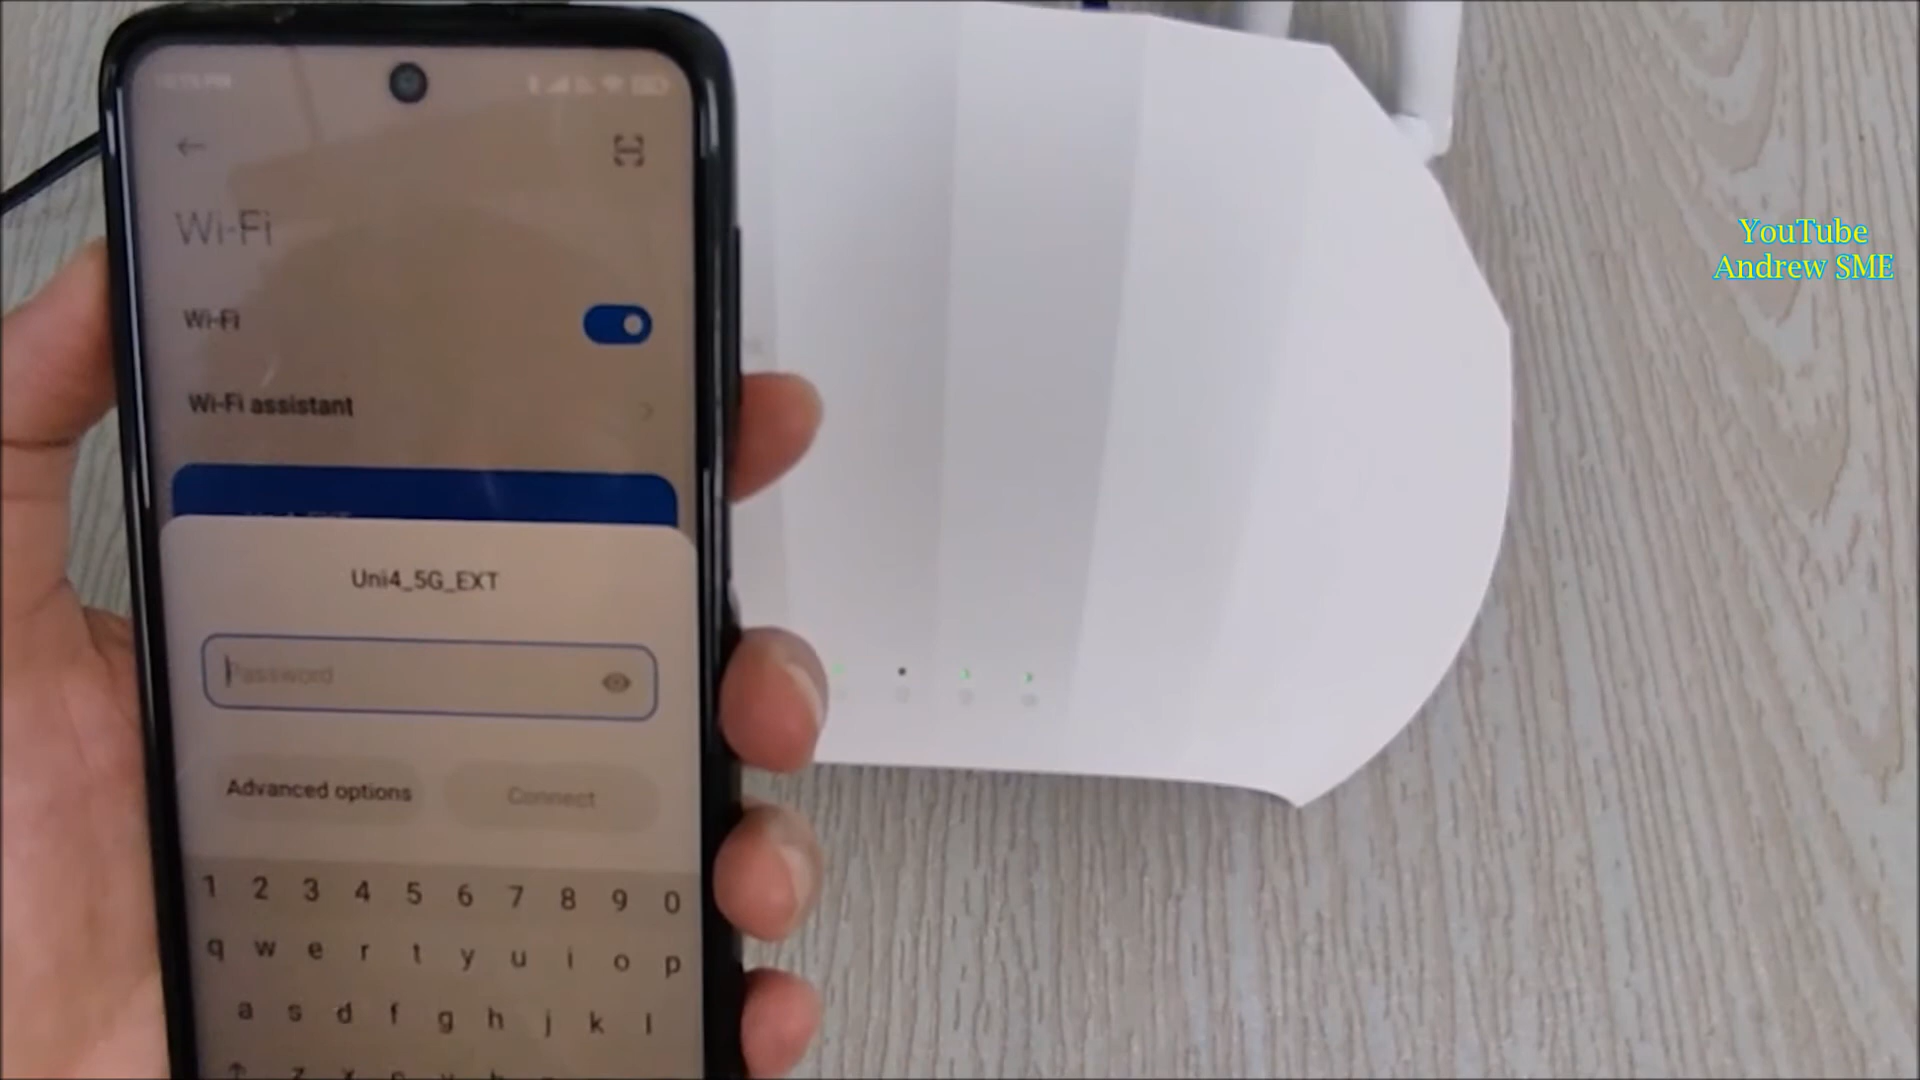 Wi-Fi
Wi-Fi
Wi-Fi assistant
Uni4_5G_EXT
Password
Advanced options
Connect
1 2 3 4 5 6 7 8 9 0
q w e r t y u i o p
a s d f g h j k l
YouTube
Andrew SME